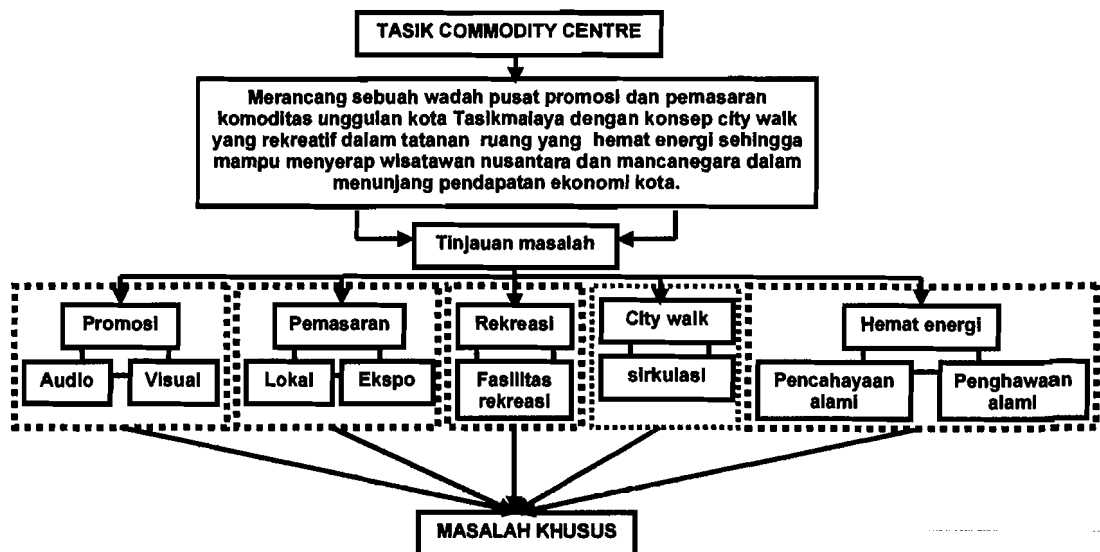 TASIK COMMODITY CENTRE
Merancang sebuah wadah pusat promosi dan pemasaran
komoditas unggulan kota Tasikmalaya dengan konsep city walk
yang rekreatif dalam tatanan ruang yang hemat energi sehingga
mampu menyerap wisatawan nusantara dan mancanegara dalam
menunjang pendapatan ekonomi kota.
Tinjauan masalah
Promosi
Audio
Visual
Pemasaran
Lokal
Ekspo
Rekreasi
Fasilitas
rekreasi
City walk
sirkulasi
Hemat energi
Pencahayaan
alami
Penghawaan
alami
MASALAH KHUSUS